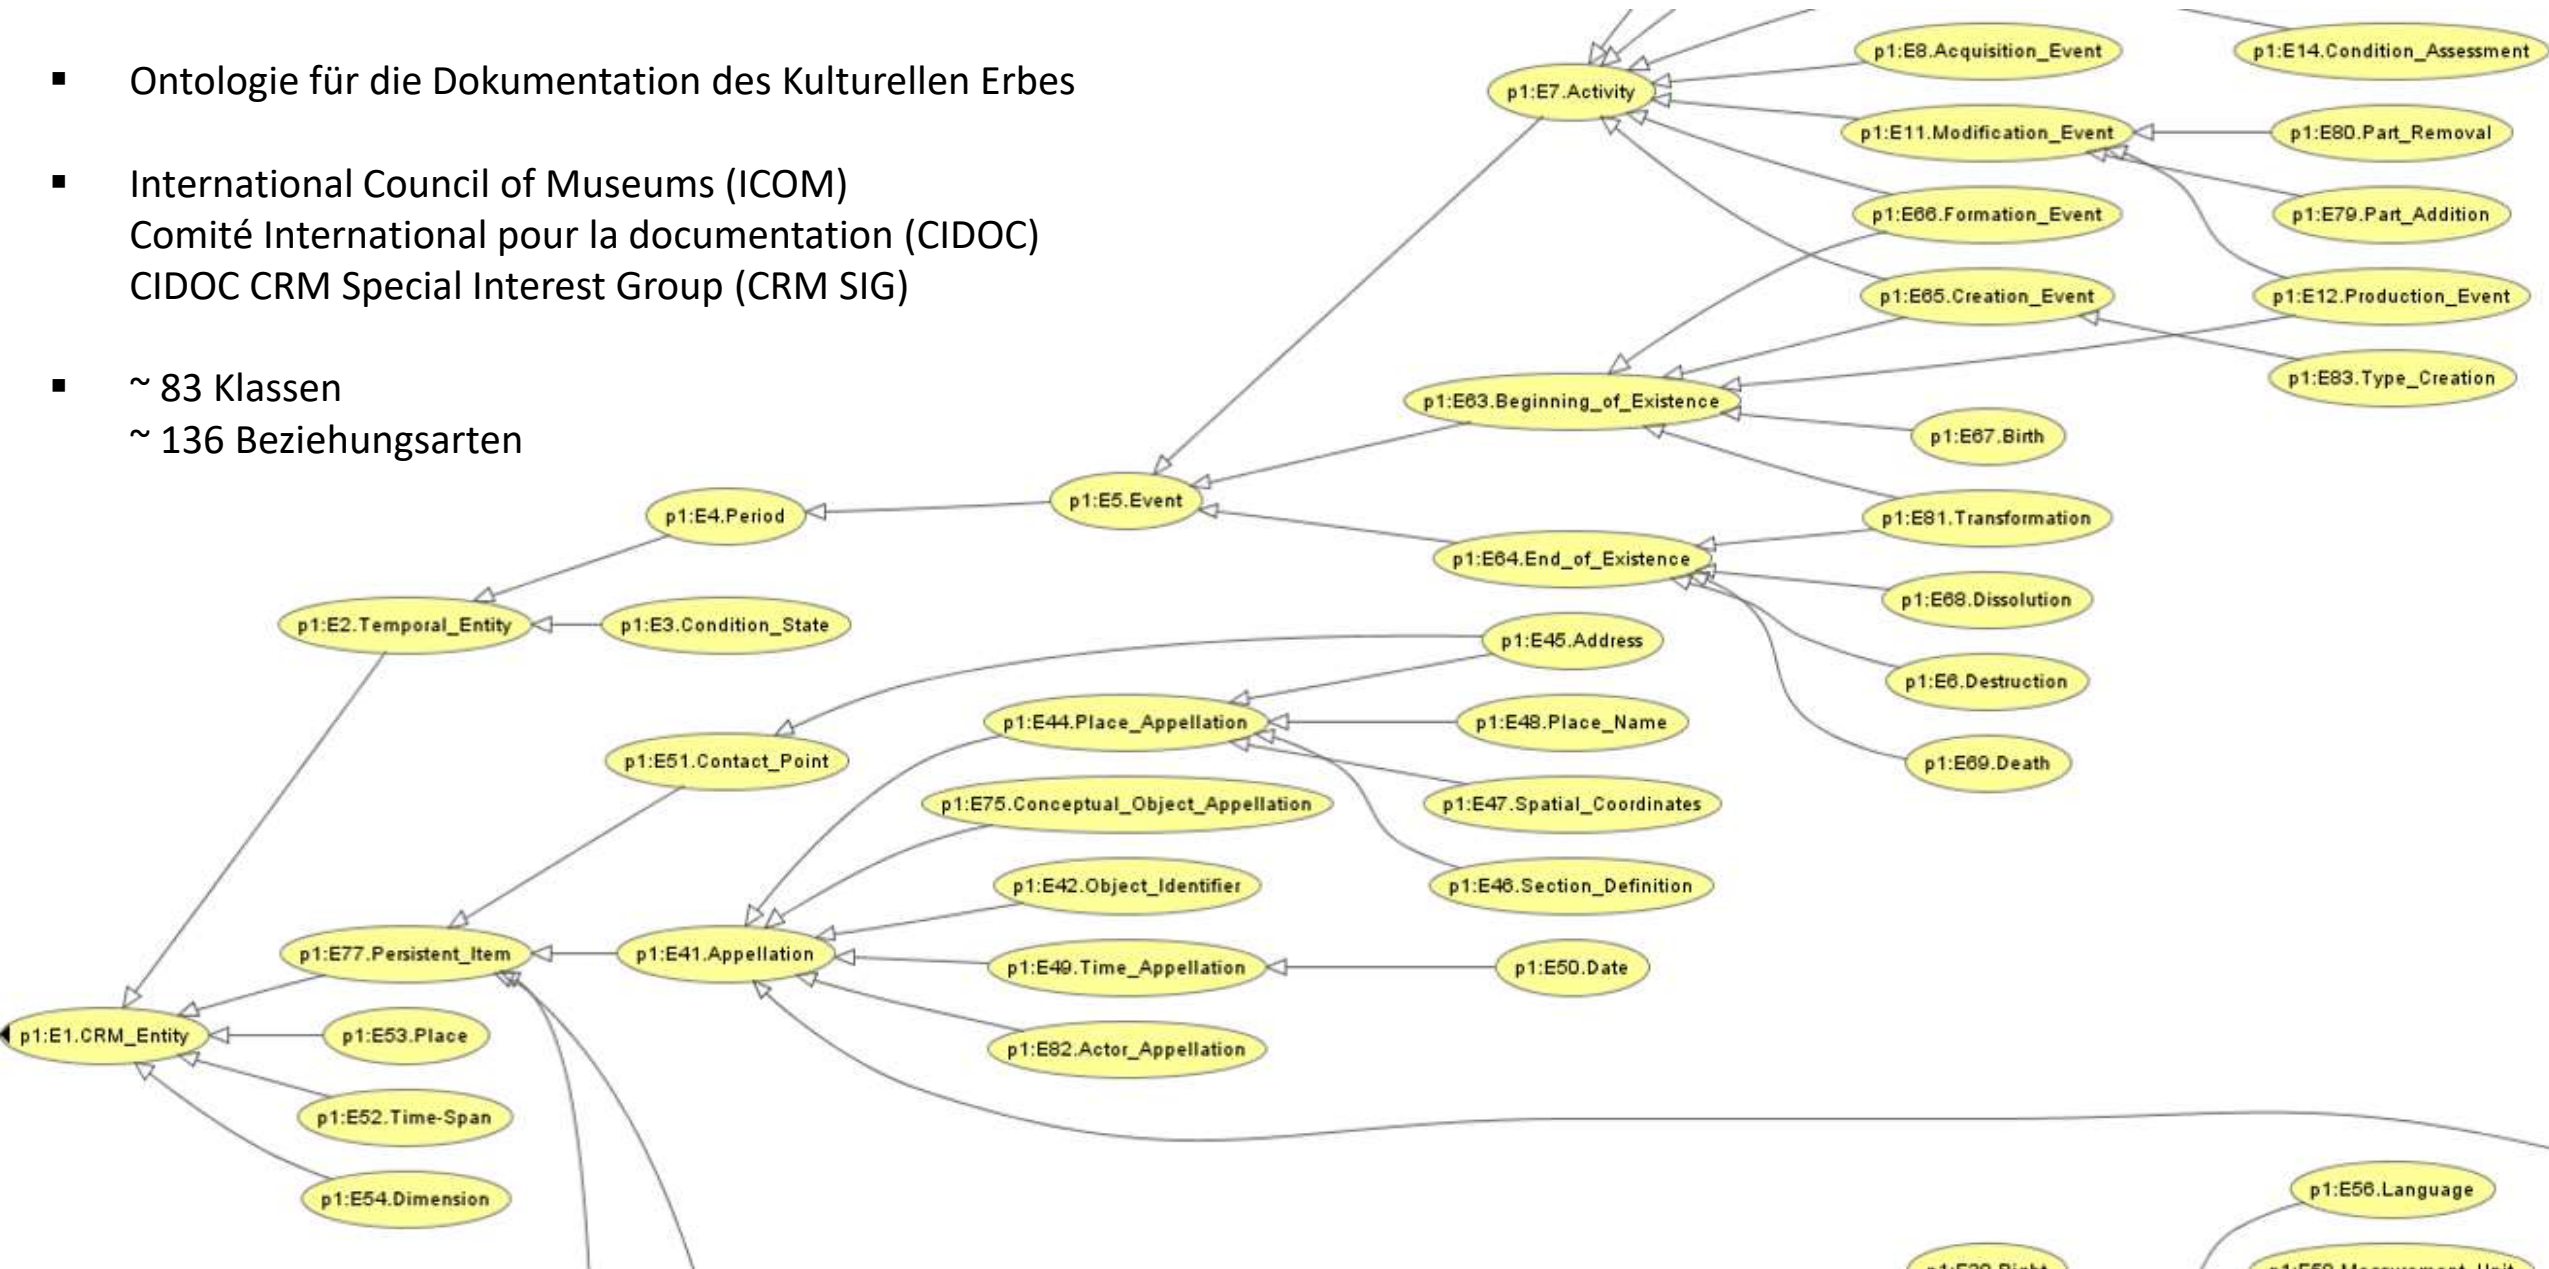 ▪ Ontologie für die Dokumentation des Kulturellen Erbes
▪ International Council of Museums (ICOM)
Comité International pour la documentation (CIDOC)
CIDOC CRM Special Interest Group (CRM SIG)
▪ ~ 83 Klassen
~ 136 Beziehungsarten
p1:E8.Acquisition_Event
p1:E14.Condition_Assessment
p1:E7.Activity
p1:E11.Modification_Event
p1:E80.Part_Removal
p1:E66.Formation_Event
p1:E79.Part_Addition
p1:E65.Creation_Event
p1:E12.Production_Event
p1:E83.Type_Creation
p1:E63.Beginning_of_Existence
p1:E67.Birth
p1:E5.Event
p1:E4.Period
p1:E81.Transformation
p1:E64.End_of_Existence
p1:E68.Dissolution
p1:E2.Temporal_Entity
p1:E3.Condition_State
p1:E45.Address
p1:E6.Destruction
p1:E44.Place_Appellation
p1:E48.Place_Name
p1:E51.Contact_Point
p1:E69.Death
p1:E75.Conceptual_Object_Appellation
p1:E47.Spatial_Coordinates
p1:E42.Object_Identifier
p1:E46.Section_Definition
p1:E77.Persistent_Item
p1:E41.Appellation
p1:E49.Time_Appellation
p1:E50.Date
p1:E1.CRM_Entity
p1:E53.Place
p1:E82.Actor_Appellation
p1:E52.Time-Span
p1:E54.Dimension
p1:E56.Language